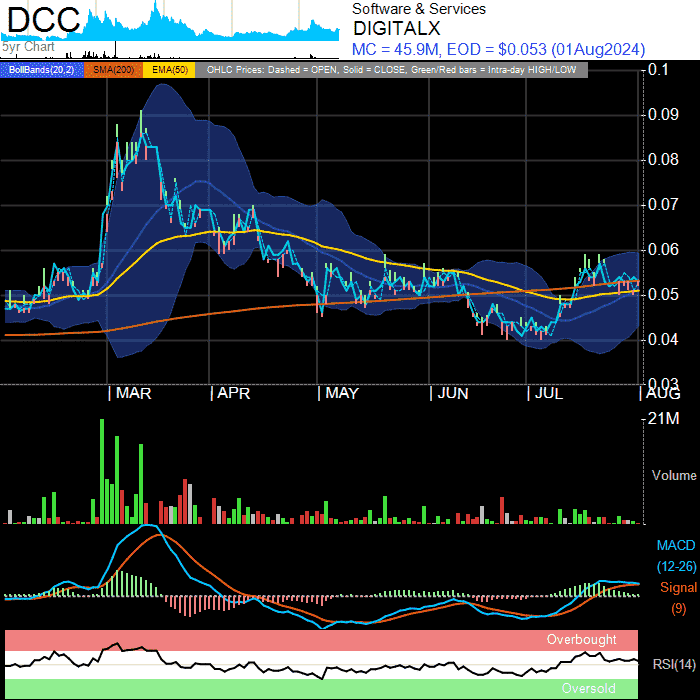 DCC
Software & Services
DIGITALX
5yr Chart
MC = 45.9M, EOD = $0.053 (01Aug2024)
BollBands(20,2) SMA(200) EMA(50) OHLC Prices: Dashed = OPEN, Solid = CLOSE, Green/Red bars = Intra-day HIGH/LOW
0.1
0.09
0.08
0.07
0.06
0.05
0.04
0.03
MAR APR MAY JUN JUL AUG
21M
Volume
MACD
(12-26)
Signal
(9)
Overbought
RSI(14)
Oversold